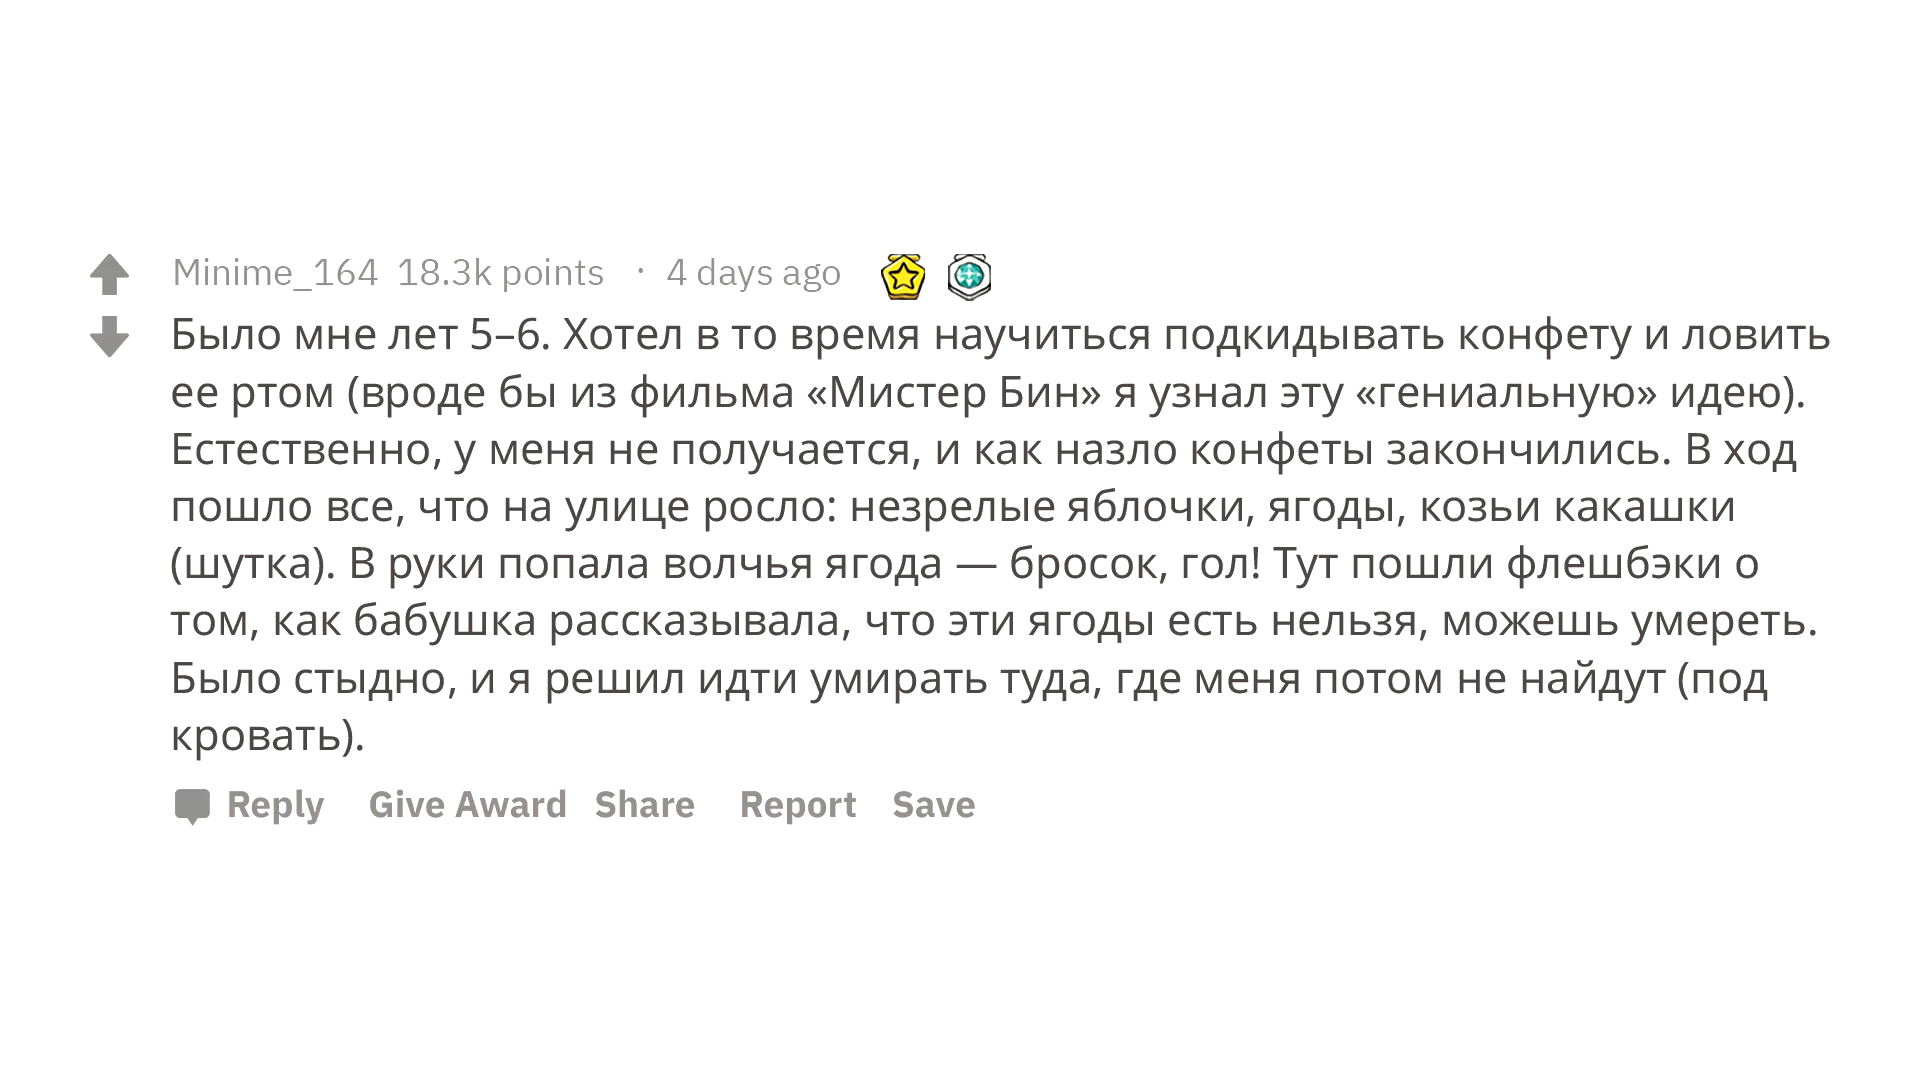 Minime_164 18.3k points · 4 days ago
Было мне лет 5–6. Хотел в то время научиться подкидывать конфету и ловить
ее ртом (вроде бы из фильма «Мистер Бин» я узнал эту «гениальную» идею).
Естественно, у меня не получается, и как назло конфеты закончились. В ход
пошло все, что на улице росло: незрелые яблочки, ягоды, козьи какашки
(шутка). В руки попала волчья ягода — бросок, гол! Тут пошли флешбэки о
том, как бабушка рассказывала, что эти ягоды есть нельзя, можешь умереть.
Было стыдно, и я решил идти умирать туда, где меня потом не найдут (под
кровать).
Reply Give Award Share Report Save